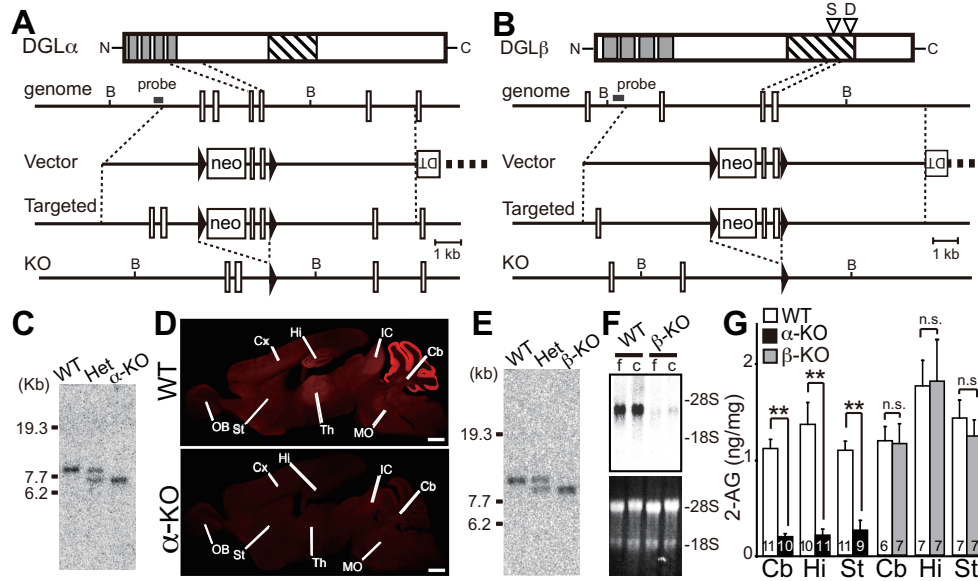 A
DGLα N C
genome B probe B
Vector neo DT
Targeted neo
1 kb
KO B B
B
S D
DGLβ N C
genome B probe B
Vector neo DT
Targeted neo
1 kb
KO B B
C
WT Het α-KO
(Kb)
19.3
7.7
6.2
D
WT
Hi IC
Cx Cb
OB St Th MO
α-KO
Hi IC
Cx Cb
OB St Th MO
E
WT Het β-KO
(kb)
19.3
7.7
6.2
F
WT β-KO
f c f c
-28S
-18S
-28S
-18S
G
WT
α-KO
β-KO
2-AG (ng/mg)
2
1
0
** ** ** n.s. n.s. n.s
11 10 10 11 11 9 6 7 7 7 7 7
Cb Hi St Cb Hi St